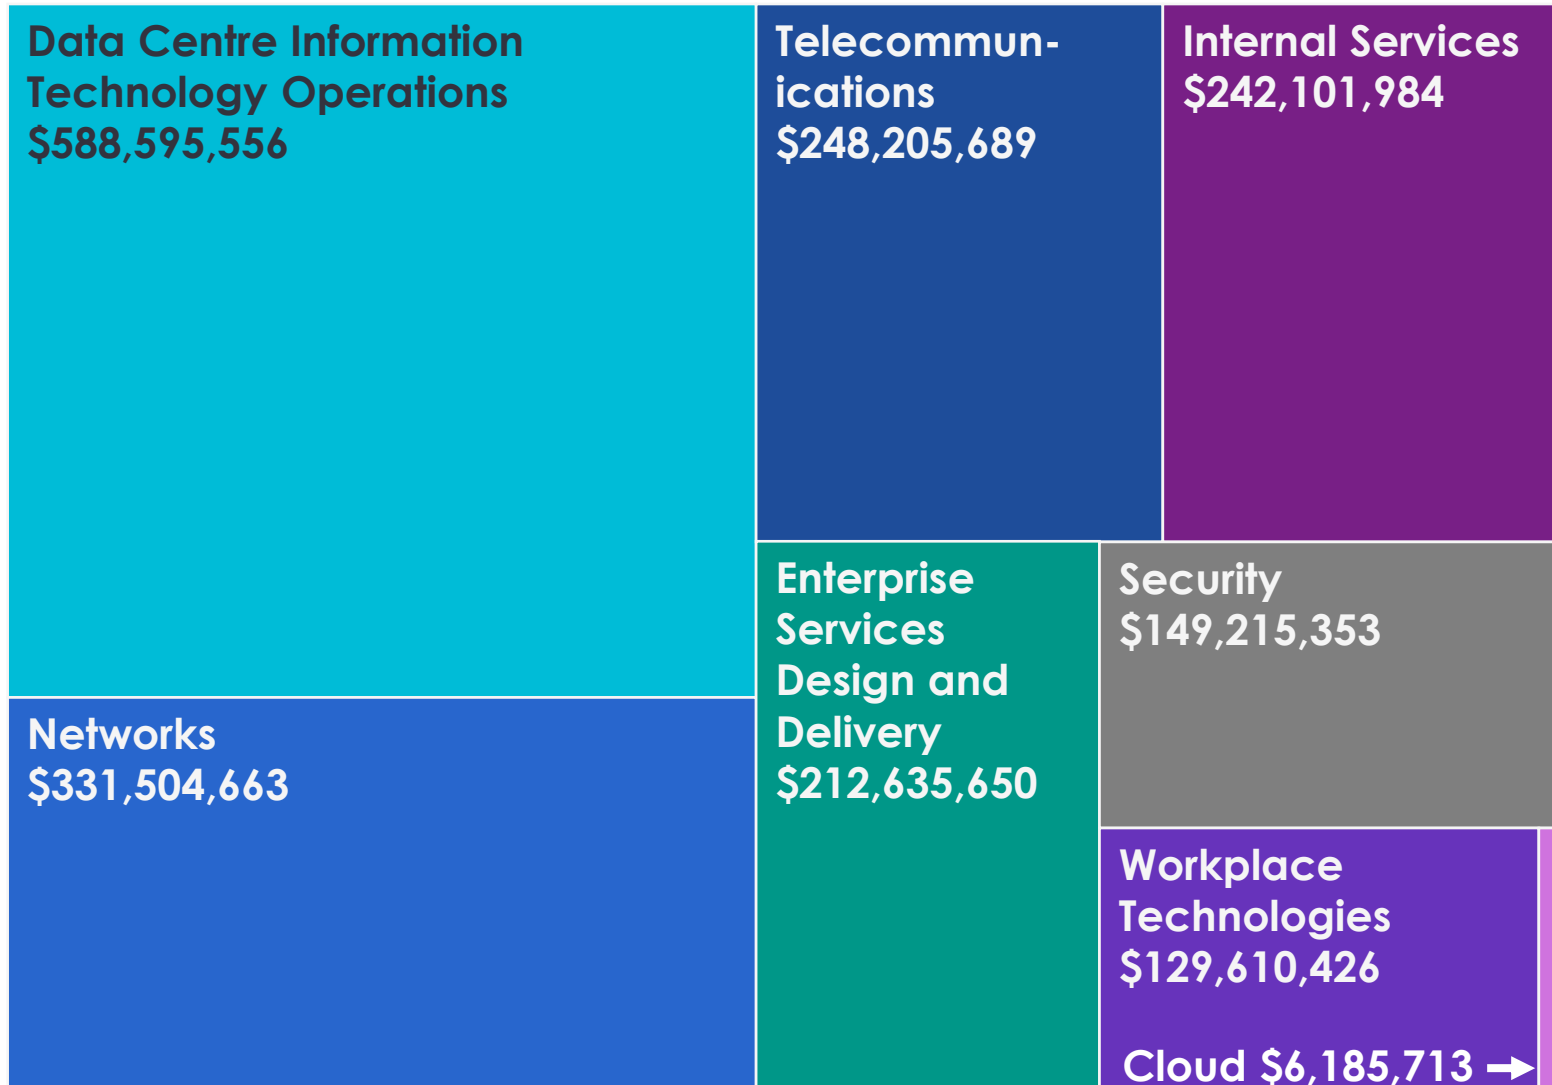 Data Centre Information
Technology Operations
$588,595,556
Telecommun-
ications
$248,205,689
Internal Services
$242,101,984
Networks
$331,504,663
Enterprise
Services
Design and
Delivery
$212,635,650
Security
$149,215,353
Workplace
Technologies
$129,610,426
Cloud $6,185,713